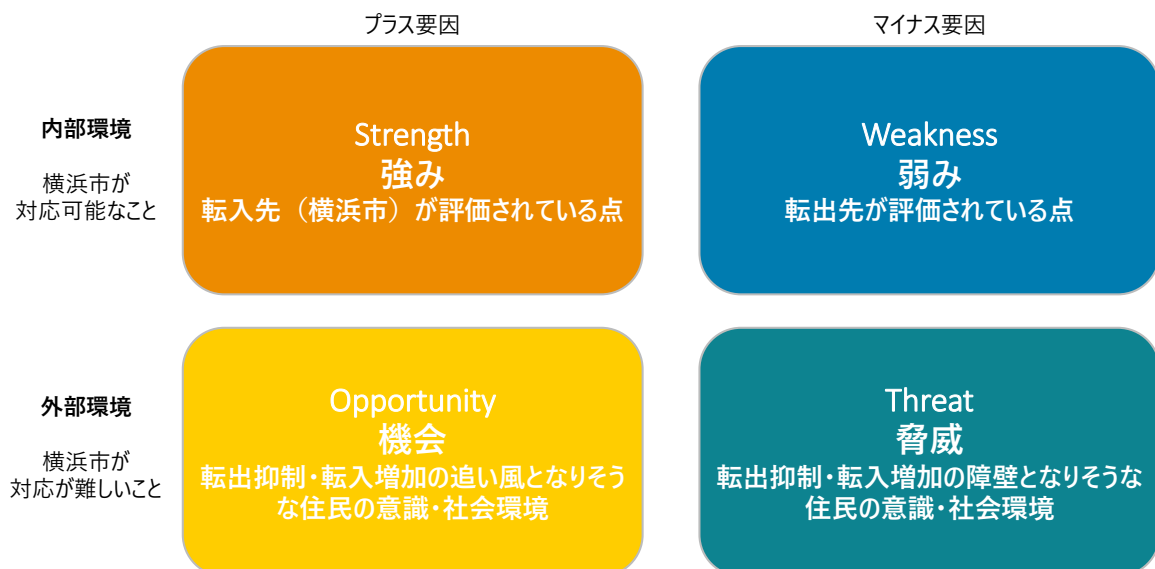 プラス要因
マイナス要因
内部環境
横浜市が
対応可能なこと
Strength
強み
転入先（横浜市）が評価されている点
Weakness
弱み
転出先が評価されている点
外部環境
横浜市が
対応が難しいこと
Opportunity
機会
転出抑制・転入増加の追い風となりそう
な住民の意識・社会環境
Threat
脅威
転出抑制・転入増加の障壁となりそうな
住民の意識・社会環境